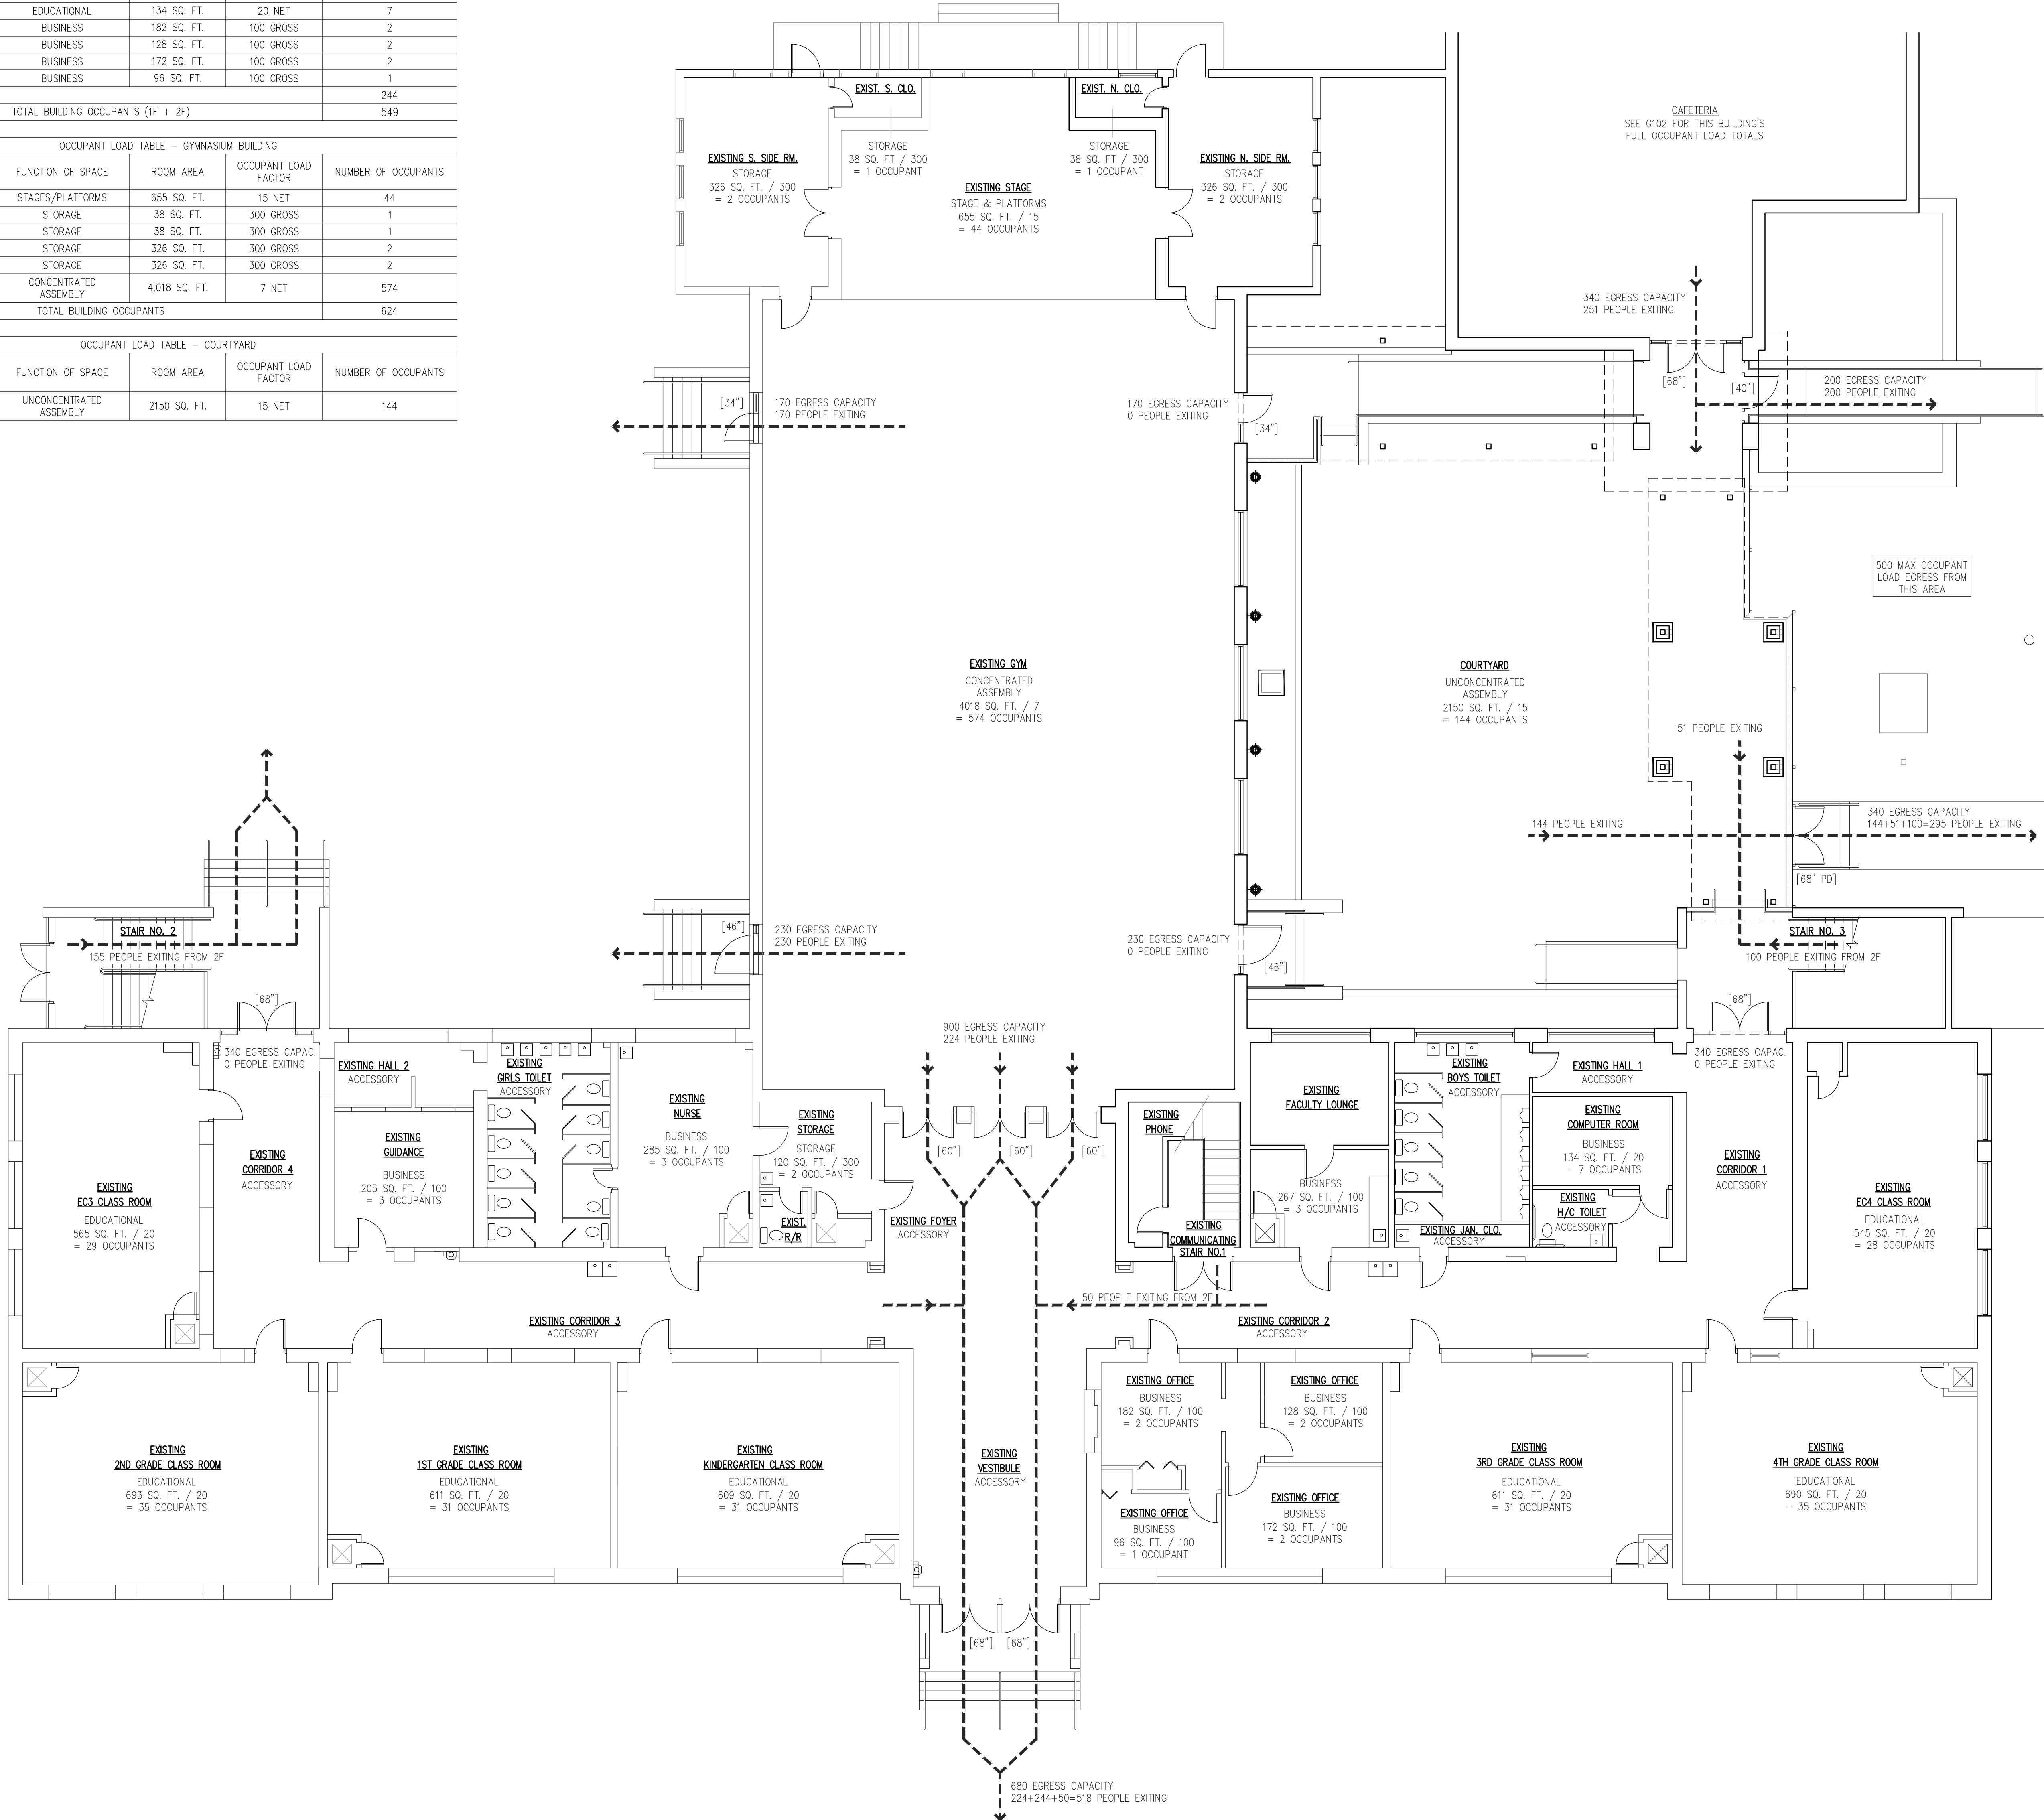 EDUCATIONAL 134 SQ. FT. 20 NET 7
BUSINESS 182 SQ. FT. 100 GROSS 2
BUSINESS 128 SQ. FT. 100 GROSS 2
BUSINESS 172 SQ. FT. 100 GROSS 2
BUSINESS 96 SQ. FT. 100 GROSS 1
244
TOTAL BUILDING OCCUPANTS (1F + 2F) 549
OCCUPANT LOAD TABLE – GYMNASIUM BUILDING
FUNCTION OF SPACE ROOM AREA OCCUPANT LOAD FACTOR NUMBER OF OCCUPANTS
STAGES/PLATFORMS 655 SQ. FT. 15 NET 44
STORAGE 38 SQ. FT. 300 GROSS 1
STORAGE 38 SQ. FT. 300 GROSS 1
STORAGE 326 SQ. FT. 300 GROSS 2
STORAGE 326 SQ. FT. 300 GROSS 2
CONCENTRATED ASSEMBLY 4,018 SQ. FT. 7 NET 574
TOTAL BUILDING OCCUPANTS 624
OCCUPANT LOAD TABLE – COURTYARD
FUNCTION OF SPACE ROOM AREA OCCUPANT LOAD FACTOR NUMBER OF OCCUPANTS
UNCONCENTRATED ASSEMBLY 2150 SQ. FT. 15 NET 144
EXIST. S. CLO.
EXIST. N. CLO.
STORAGE
38 SQ. FT / 300
= 1 OCCUPANT
STORAGE
38 SQ. FT / 300
= 1 OCCUPANT
EXISTING S. SIDE RM.
STORAGE
326 SQ. FT. / 300
= 2 OCCUPANTS
EXISTING STAGE
STAGE & PLATFORMS
655 SQ. FT. / 15
= 44 OCCUPANTS
EXISTING N. SIDE RM.
STORAGE
326 SQ. FT. / 300
= 2 OCCUPANTS
CAFETERIA
SEE G102 FOR THIS BUILDING'S
FULL OCCUPANT LOAD TOTALS
340 EGRESS CAPACITY
251 PEOPLE EXITING
[68"]
[40"]
200 EGRESS CAPACITY
200 PEOPLE EXITING
[34"]
170 EGRESS CAPACITY
170 PEOPLE EXITING
170 EGRESS CAPACITY
0 PEOPLE EXITING
[34"]
500 MAX OCCUPANT
LOAD EGRESS FROM
THIS AREA
EXISTING GYM
CONCENTRATED
ASSEMBLY
4018 SQ. FT. / 7
= 574 OCCUPANTS
COURTYARD
UNCONCENTRATED
ASSEMBLY
2150 SQ. FT. / 15
= 144 OCCUPANTS
51 PEOPLE EXITING
144 PEOPLE EXITING
340 EGRESS CAPACITY
144+51+100=295 PEOPLE EXITING
[68" PD]
STAIR NO. 2
155 PEOPLE EXITING FROM 2F
[46"]
230 EGRESS CAPACITY
230 PEOPLE EXITING
230 EGRESS CAPACITY
0 PEOPLE EXITING
[46"]
STAIR NO. 3
100 PEOPLE EXITING FROM 2F
[68"]
[68"]
340 EGRESS CAPAC.
0 PEOPLE EXITING
900 EGRESS CAPACITY
224 PEOPLE EXITING
340 EGRESS CAPAC.
0 PEOPLE EXITING
EXISTING HALL 2
ACCESSORY
EXISTING
GIRLS TOILET
ACCESSORY
EXISTING
NURSE
BUSINESS
285 SQ. FT. / 100
= 3 OCCUPANTS
EXISTING
STORAGE
STORAGE
120 SQ. FT. / 300
= 2 OCCUPANTS
EXIST.
R/R
EXISTING
GUIDANCE
BUSINESS
205 SQ. FT. / 100
= 3 OCCUPANTS
EXISTING
CORRIDOR 4
ACCESSORY
EXISTING
EC3 CLASS ROOM
EDUCATIONAL
565 SQ. FT. / 20
= 29 OCCUPANTS
EXISTING FOYER
ACCESSORY
[60"]
[60"]
[60"]
EXISTING
PHONE
EXISTING
COMMUNICATING
STAIR NO.1
EXISTING
FACULTY LOUNGE
BUSINESS
267 SQ. FT. / 100
= 3 OCCUPANTS
EXISTING
BOYS TOILET
ACCESSORY
EXISTING JAN. CLO.
ACCESSORY
EXISTING HALL 1
ACCESSORY
EXISTING
COMPUTER ROOM
BUSINESS
134 SQ. FT. / 20
= 7 OCCUPANTS
EXISTING
H/C TOILET
ACCESSORY
EXISTING
CORRIDOR 1
ACCESSORY
EXISTING
EC4 CLASS ROOM
EDUCATIONAL
545 SQ. FT. / 20
= 28 OCCUPANTS
50 PEOPLE EXITING FROM 2F
EXISTING CORRIDOR 3
ACCESSORY
EXISTING CORRIDOR 2
ACCESSORY
EXISTING
2ND GRADE CLASS ROOM
EDUCATIONAL
693 SQ. FT. / 20
= 35 OCCUPANTS
EXISTING
1ST GRADE CLASS ROOM
EDUCATIONAL
611 SQ. FT. / 20
= 31 OCCUPANTS
EXISTING
KINDERGARTEN CLASS ROOM
EDUCATIONAL
609 SQ. FT. / 20
= 31 OCCUPANTS
EXISTING
VESTIBULE
ACCESSORY
EXISTING OFFICE
BUSINESS
182 SQ. FT. / 100
= 2 OCCUPANTS
EXISTING OFFICE
BUSINESS
128 SQ. FT. / 100
= 2 OCCUPANTS
EXISTING OFFICE
BUSINESS
96 SQ. FT. / 100
= 1 OCCUPANT
EXISTING OFFICE
BUSINESS
172 SQ. FT. / 100
= 2 OCCUPANTS
EXISTING
3RD GRADE CLASS ROOM
EDUCATIONAL
611 SQ. FT. / 20
= 31 OCCUPANTS
EXISTING
4TH GRADE CLASS ROOM
EDUCATIONAL
690 SQ. FT. / 20
= 35 OCCUPANTS
[68"] [68"]
680 EGRESS CAPACITY
224+244+50=518 PEOPLE EXITING